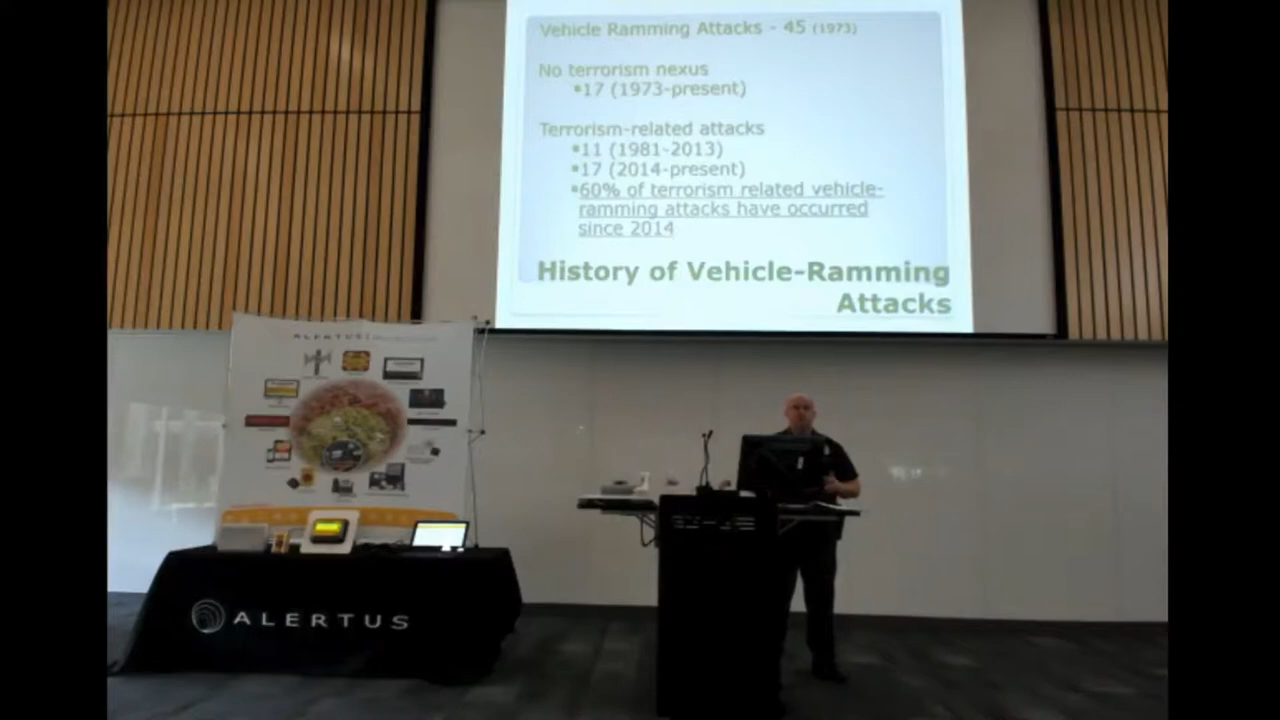 Vehicle Ramming Attacks - 45 (1973)
No terrorism nexus
▪17 (1973-present)
Terrorism-related attacks
▪11 (1981-2013)
▪17 (2014-present)
▪60% of terrorism related vehicle-
ramming attacks have occurred
since 2014
History of Vehicle-Ramming
Attacks
ALERTUS
ALERTUS